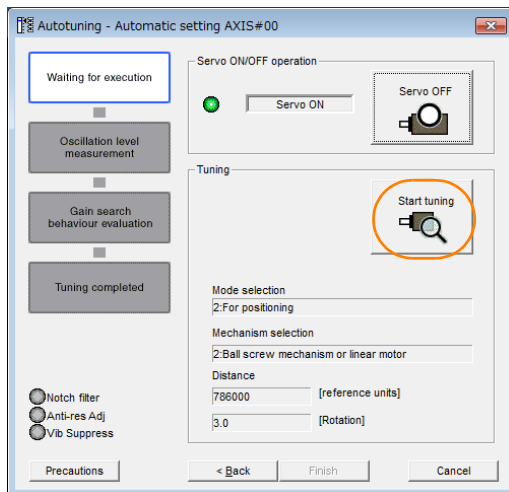 Autotuning - Automatic setting AXIS#00
Waiting for execution
Oscillation level
measurement
Gain search
behaviour evaluation
Tuning completed
Notch filter
Anti-res Adj
Vib Suppress
Servo ON/OFF operation
Servo ON
Servo OFF
Tuning
Start tuning
Mode selection
2:For positioning
Mechanism selection
2:Ball screw mechanism or linear motor
Distance
786000 [reference units]
3.0 [Rotation]
Precautions
< Back
Finish
Cancel